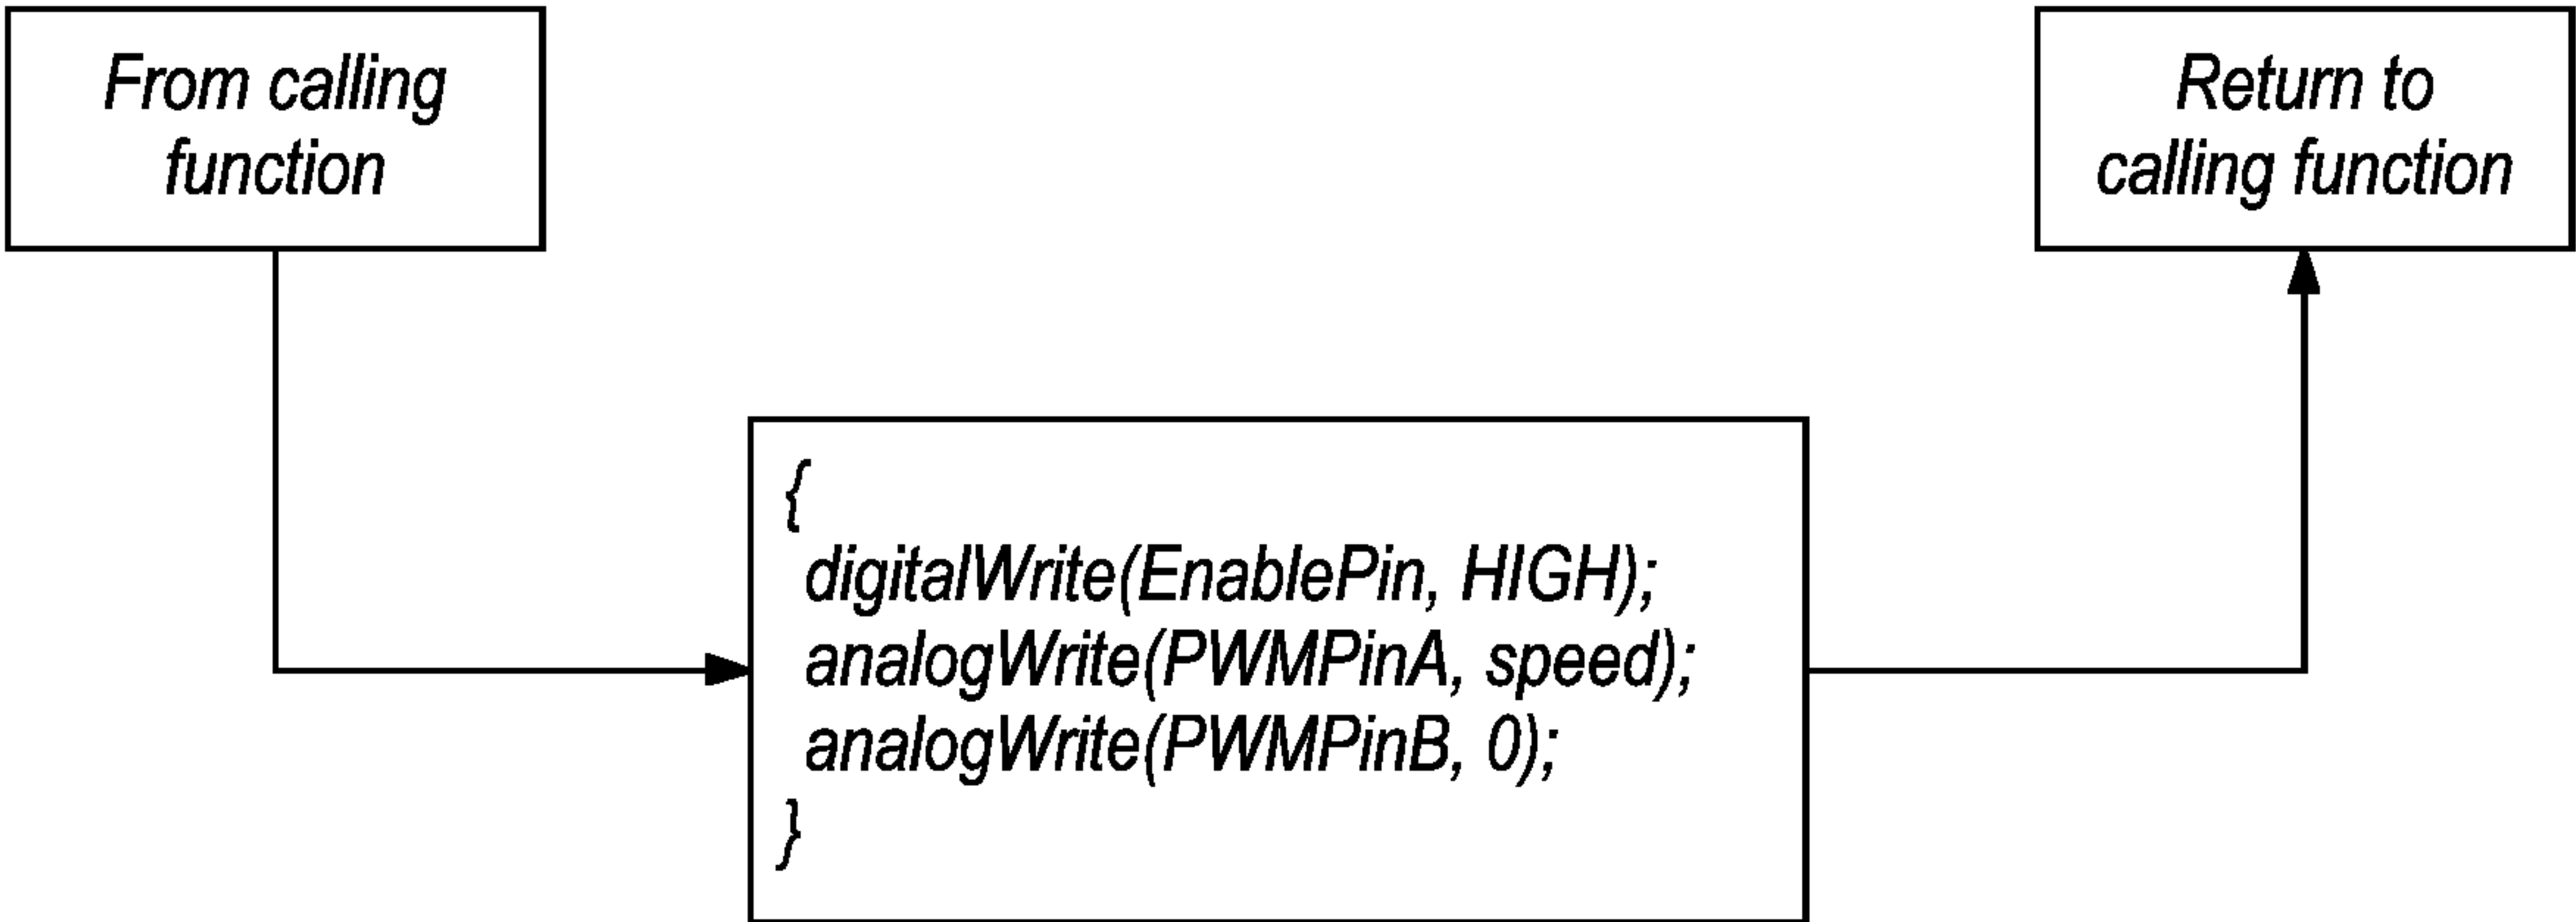 From calling
function
Return to
calling function
{
digitalWrite(EnablePin, HIGH);
analogWrite(PWMPinA, speed);
analogWrite(PWMPinB, 0);
}